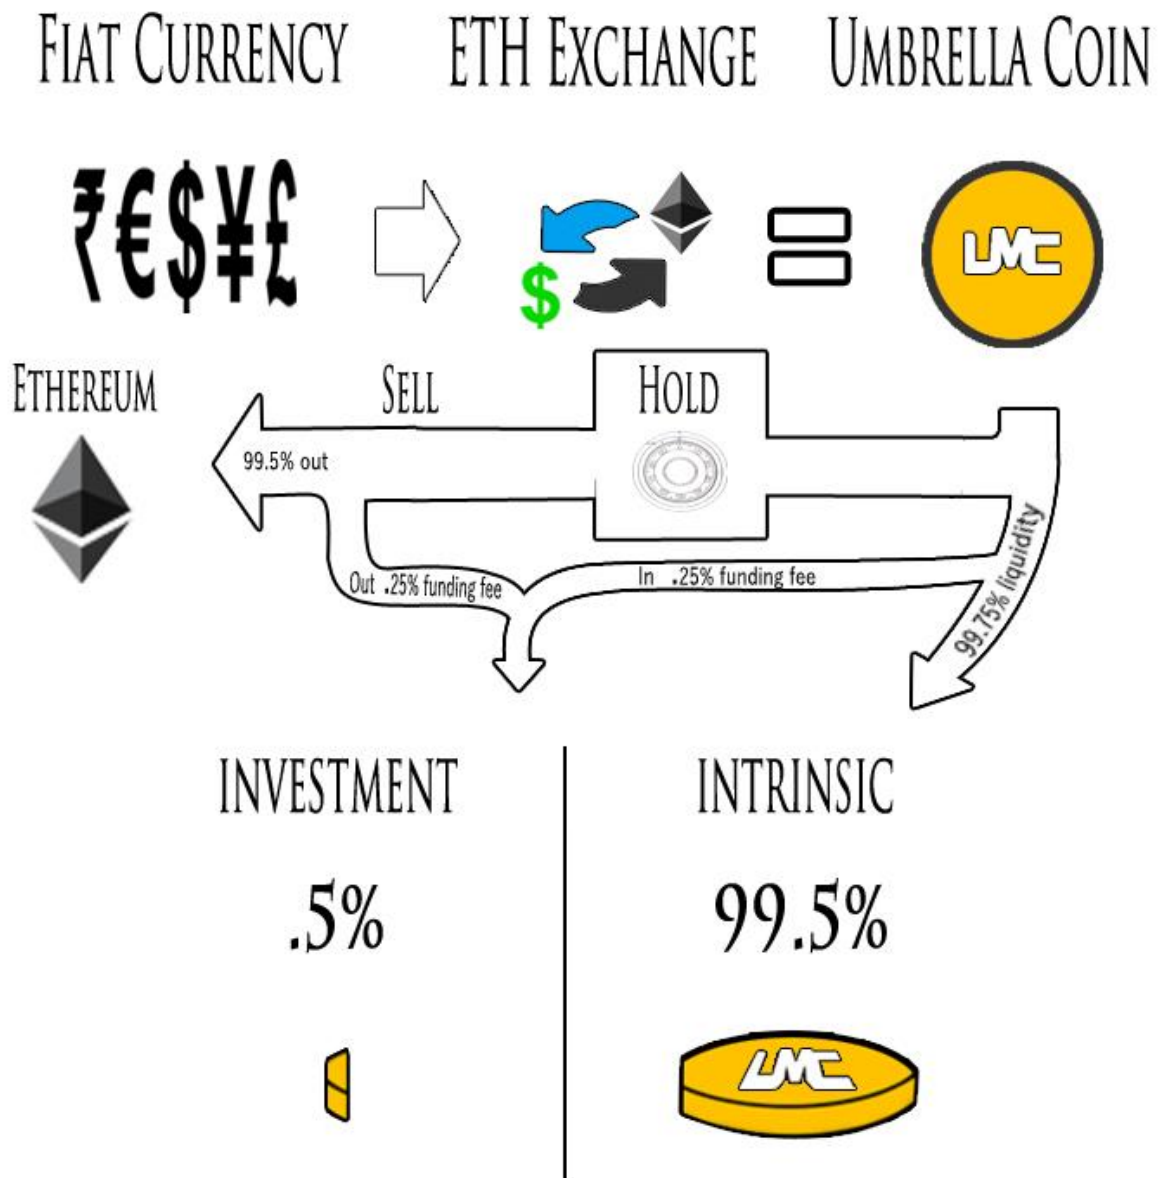 FIAT CURRENCY
ETH EXCHANGE
UMBRELLA COIN
₹€$¥£
$
UMC
ETHEREUM
SELL
HOLD
99.5% out
Out .25% funding fee
In .25% funding fee
99.75% liquidity
INVESTMENT
INTRINSIC
.5%
99.5%
UMC